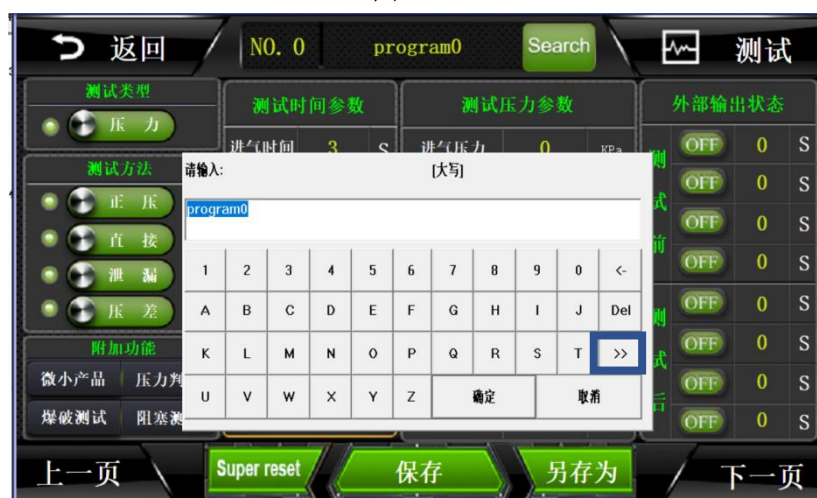 返回 NO. 0 program0 Search 测试
测试类型 测试时间参数 测试压力参数 外部输出状态
压 力
进气时间 3 S 进气压力 0 KPa
测试方法
正 压
直 接
泄 漏
压 差
附加功能
微小产品 压力判
爆破测试 阻塞测
请输入: [大写]
program0
1 2 3 4 5 6 7 8 9 0 <-
A B C D E F G H I J Del
K L M N O P Q R S T >>
U V W X Y Z 确定 取消
测试前
OFF 0 S
OFF 0 S
OFF 0 S
OFF 0 S
测试后
OFF 0 S
OFF 0 S
OFF 0 S
OFF 0 S
上一页 Super reset 保存 另存为 下一页